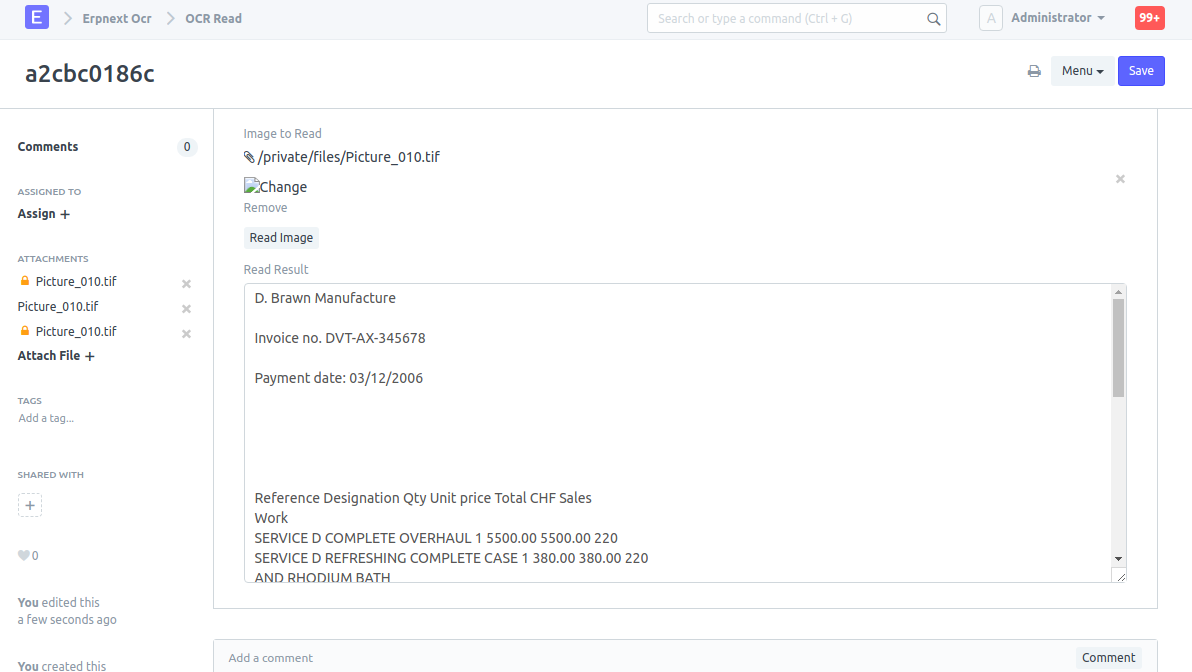 E Erpnext Ocr OCR Read
Search or type a command (Ctrl + G)
A Administrator
99+
a2cbc0186c
Menu
Save
Comments 0
ASSIGNED TO
Assign +
ATTACHMENTS
Picture_010.tif
Picture_010.tif
Picture_010.tif
Attach File +
TAGS
Add a tag...
SHARED WITH
+
0
You edited this
a few seconds ago
You created this
Image to Read
/private/files/Picture_010.tif
Change
Remove
Read Image
Read Result
D. Brawn Manufacture
Invoice no. DVT-AX-345678
Payment date: 03/12/2006
Reference Designation Qty Unit price Total CHF Sales
Work
SERVICE D COMPLETE OVERHAUL 1 5500.00 5500.00 220
SERVICE D REFRESHING COMPLETE CASE 1 380.00 380.00 220
AND RHODIUM BATH
Add a comment
Comment